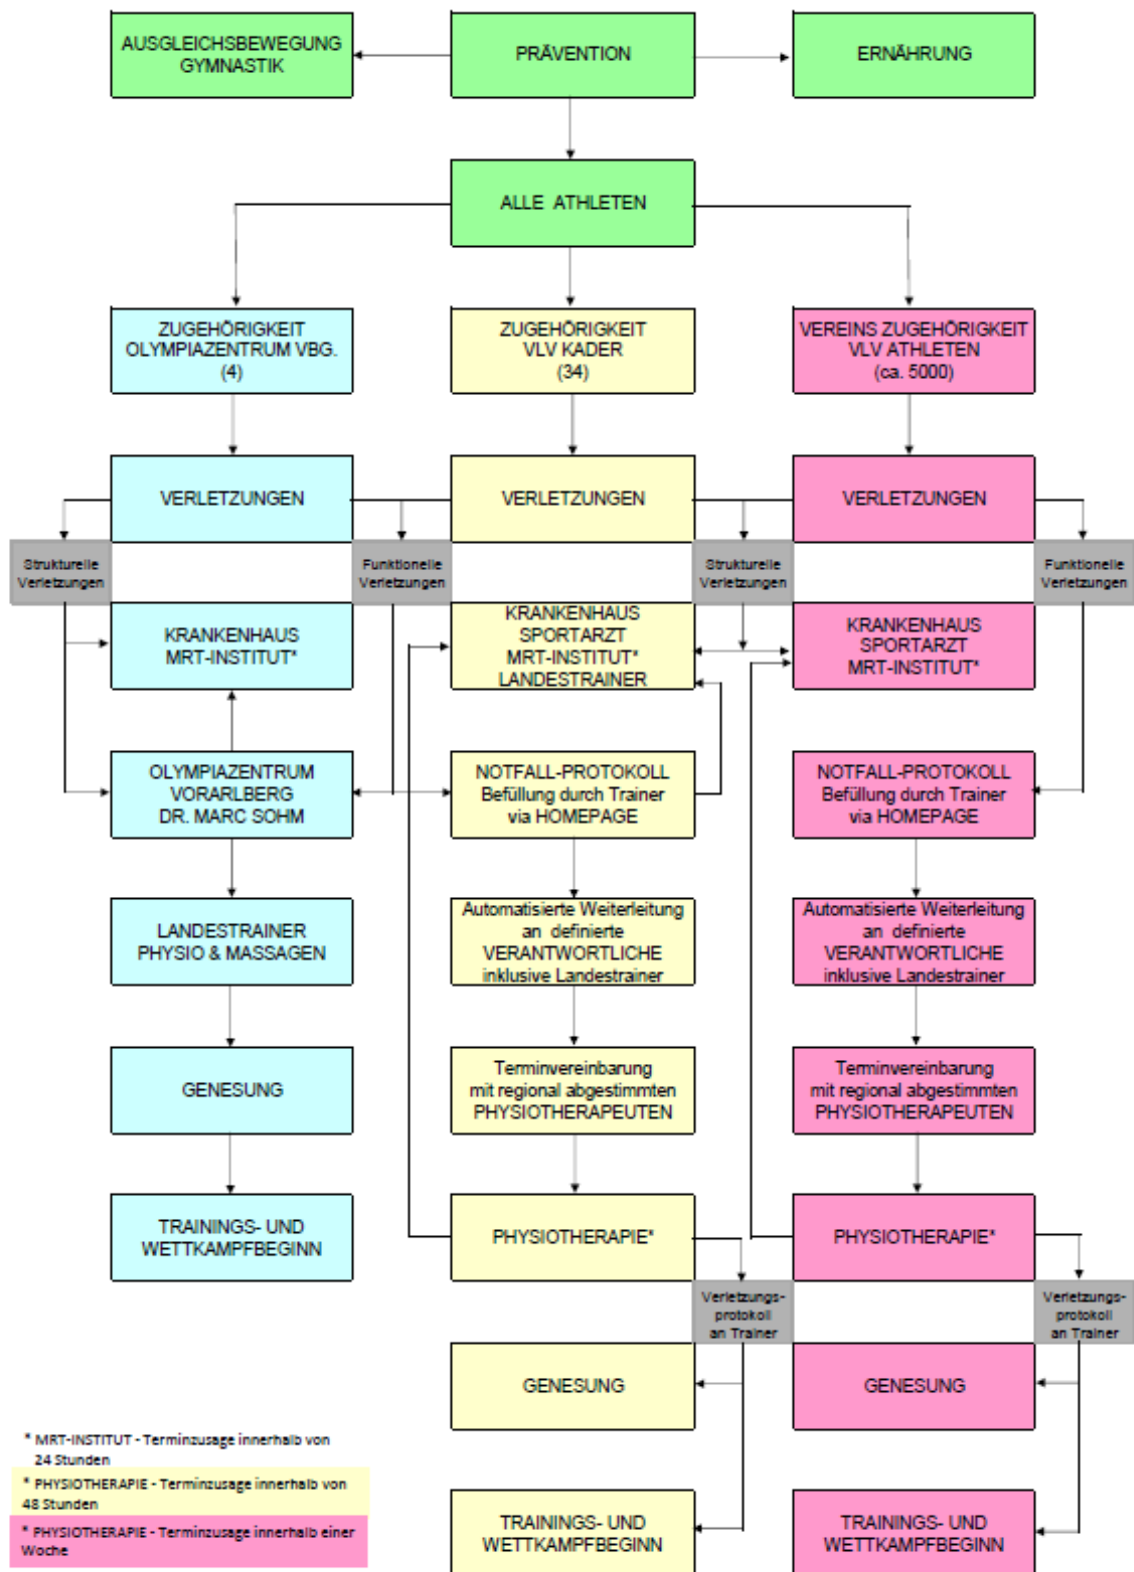 AUSGLEICHSBEWEGUNG
GYMNASTIK
PRÄVENTION
ERNÄHRUNG
ALLE ATHLETEN
ZUGEHÖRIGKEIT
OLYMPIAZENTRUM VBG.
(4)
ZUGEHÖRIGKEIT
VLV KADER
(34)
VEREINS ZUGEHÖRIGKEIT
VLV ATHLETEN
(ca. 5000)
VERLETZUNGEN
VERLETZUNGEN
VERLETZUNGEN
Strukturelle
Verletzungen
Funktionelle
Verletzungen
Strukturelle
Verletzungen
Funktionelle
Verletzungen
KRANKENHAUS
MRT-INSTITUT*
KRANKENHAUS
SPORTARZT
MRT-INSTITUT*
LANDESTRAINER
KRANKENHAUS
SPORTARZT
MRT-INSTITUT*
OLYMPIAZENTRUM
VORARLBERG
DR. MARC SOHM
NOTFALL-PROTOKOLL
Befüllung durch Trainer
via HOMEPAGE
NOTFALL-PROTOKOLL
Befüllung durch Trainer
via HOMEPAGE
LANDESTRAINER
PHYSIO & MASSAGEN
Automatisierte Weiterleitung
an definierte
VERANTWORTLICHE
inklusive Landestrainer
Automatisierte Weiterleitung
an definierte
VERANTWORTLICHE
inklusive Landestrainer
GENESUNG
Terminvereinbarung
mit regional abgestimmten
PHYSIOTHERAPEUTEN
Terminvereinbarung
mit regional abgestimmten
PHYSIOTHERAPEUTEN
TRAININGS- UND
WETTKAMPFBEGINN
PHYSIOTHERAPIE*
PHYSIOTHERAPIE*
Verletzungs-
protokoll
an Trainer
Verletzungs-
protokoll
an Trainer
GENESUNG
GENESUNG
* MRT-INSTITUT - Terminzusage innerhalb von
24 Stunden
* PHYSIOTHERAPIE - Terminzusage innerhalb von
48 Stunden
* PHYSIOTHERAPIE - Terminzusage innerhalb einer
Woche
TRAININGS- UND
WETTKAMPFBEGINN
TRAININGS- UND
WETTKAMPFBEGINN